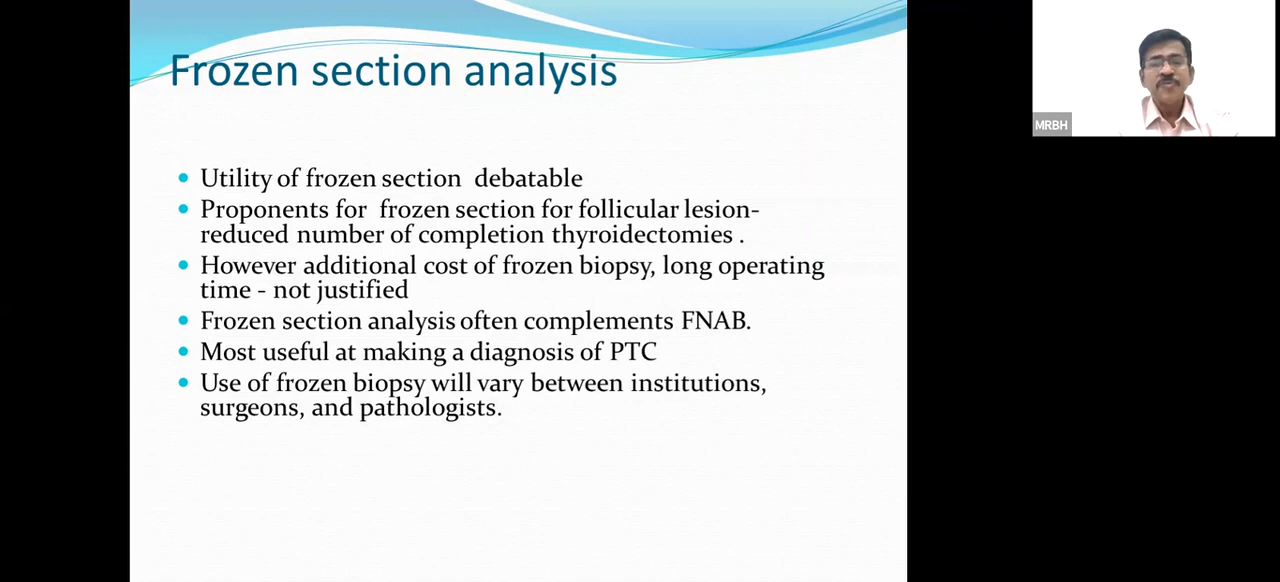 Frozen section analysis
Utility of frozen section debatable
Proponents for frozen section for follicular lesion-
reduced number of completion thyroidectomies .
However additional cost of frozen biopsy, long operating
time - not justified
Frozen section analysis often complements FNAB.
Most useful at making a diagnosis of PTC
Use of frozen biopsy will vary between institutions,
surgeons, and pathologists.
MRBH